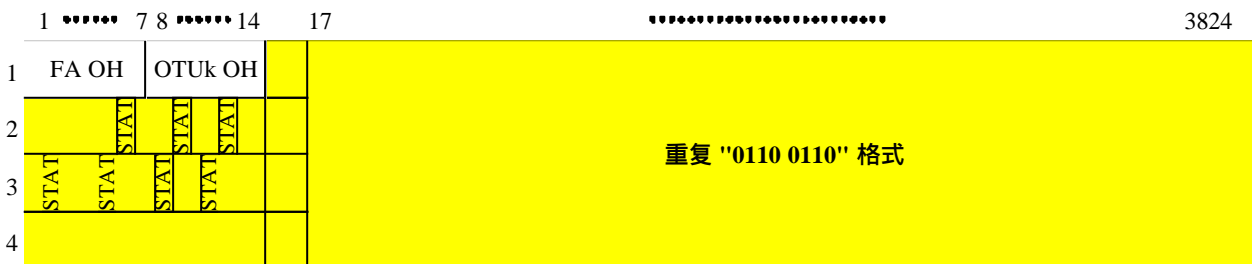 1 ...... 7 8 ...... 14 17 ........................ 3824
1 FA OH OTUk OH
2 STAT STAT STAT
重复 "0110 0110" 格式
3 STAT STAT STAT STAT
4